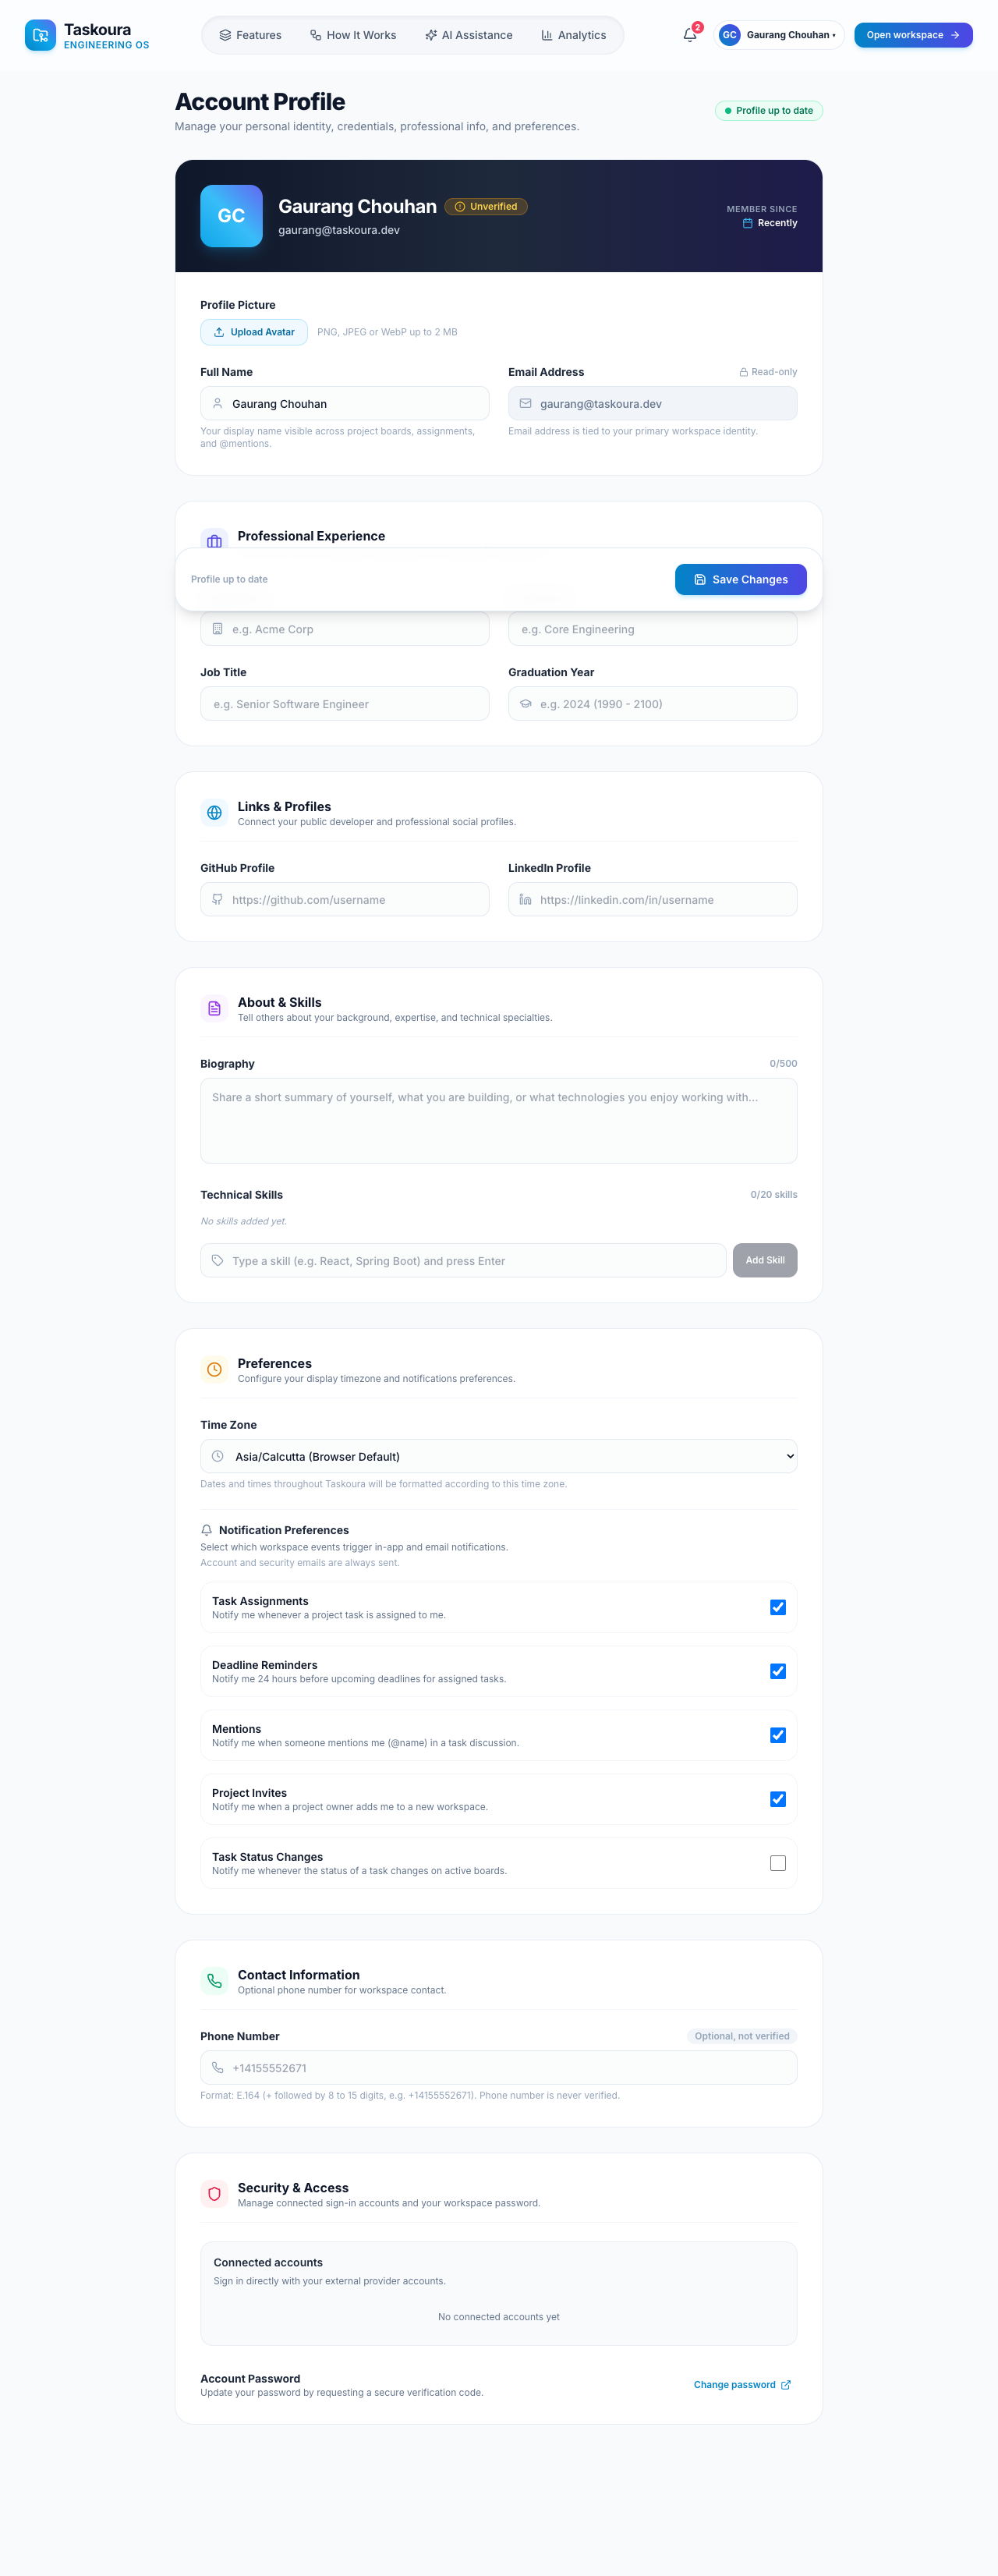 Taskoura
ENGINEERING OS
Features
How It Works
AI Assistance
Analytics
2
GC
Gaurang Chouhan
Open workspace
Account Profile
Manage your personal identity, credentials, professional info, and preferences.
Profile up to date
GC
Gaurang Chouhan
Unverified
gaurang@taskoura.dev
MEMBER SINCE
Recently
Profile Picture
Upload Avatar
PNG, JPEG or WebP up to 2 MB
Full Name
Gaurang Chouhan
Your display name visible across project boards, assignments,
and @mentions.
Email Address
Read-only
gaurang@taskoura.dev
Email address is tied to your primary workspace identity.
Professional Experience
Profile up to date
Save Changes
e.g. Acme Corp
e.g. Core Engineering
Job Title
e.g. Senior Software Engineer
Graduation Year
e.g. 2024 (1990 - 2100)
Links & Profiles
Connect your public developer and professional social profiles.
GitHub Profile
https://github.com/username
LinkedIn Profile
https://linkedin.com/in/username
About & Skills
Tell others about your background, expertise, and technical specialties.
Biography
0/500
Share a short summary of yourself, what you are building, or what technologies you enjoy working with...
Technical Skills
0/20 skills
No skills added yet.
Type a skill (e.g. React, Spring Boot) and press Enter
Add Skill
Preferences
Configure your display timezone and notifications preferences.
Time Zone
Asia/Calcutta (Browser Default)
Dates and times throughout Taskoura will be formatted according to this time zone.
Notification Preferences
Select which workspace events trigger in-app and email notifications.
Account and security emails are always sent.
Task Assignments
Notify me whenever a project task is assigned to me.
Deadline Reminders
Notify me 24 hours before upcoming deadlines for assigned tasks.
Mentions
Notify me when someone mentions me (@name) in a task discussion.
Project Invites
Notify me when a project owner adds me to a new workspace.
Task Status Changes
Notify me whenever the status of a task changes on active boards.
Contact Information
Optional phone number for workspace contact.
Phone Number
Optional, not verified
+14155552671
Format: E.164 (+ followed by 8 to 15 digits, e.g. +14155552671). Phone number is never verified.
Security & Access
Manage connected sign-in accounts and your workspace password.
Connected accounts
Sign in directly with your external provider accounts.
No connected accounts yet
Account Password
Update your password by requesting a secure verification code.
Change password